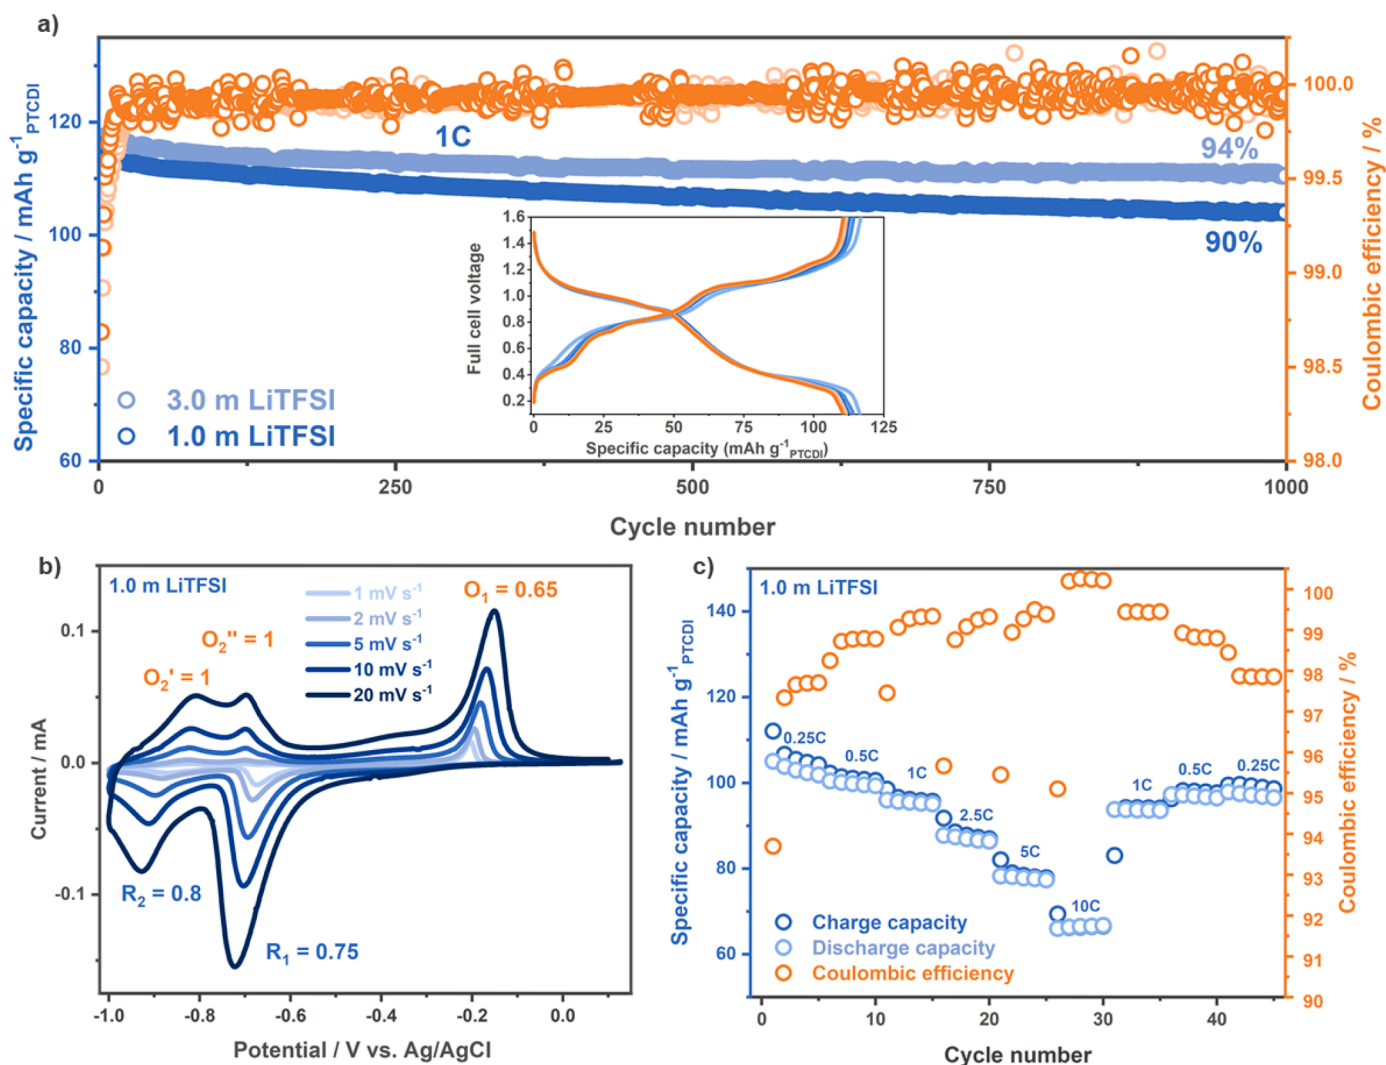 a)
Specific capacity / mAh g⁻¹PTCDI
120
100
80
60
1C
94%
90%
3.0 m LiTFSI
1.0 m LiTFSI
Full cell voltage
1.6
1.4
1.2
1.0
0.8
0.6
0.4
0.2
0 25 50 75 100 125
Specific capacity (mAh g⁻¹PTCDI)
100.0
99.5
99.0
98.5
98.0
Coulombic efficiency / %
0 250 500 750 1000
Cycle number
b)
1.0 m LiTFSI
1 mV s⁻¹
2 mV s⁻¹
5 mV s⁻¹
10 mV s⁻¹
20 mV s⁻¹
O₁ = 0.65
O₂'' = 1
O₂' = 1
R₂ = 0.8
R₁ = 0.75
Current / mA
0.1
0.0
-0.1
-1.0 -0.8 -0.6 -0.4 -0.2 0.0
Potential / V vs. Ag/AgCl
c)
1.0 m LiTFSI
Specific capacity / mAh g⁻¹PTCDI
140
120
100
80
60
0.25C
0.5C
1C
2.5C
5C
10C
1C
0.5C
0.25C
Charge capacity
Discharge capacity
Coulombic efficiency
100
99
98
97
96
95
94
93
92
91
90
Coulombic efficiency / %
0 10 20 30 40
Cycle number